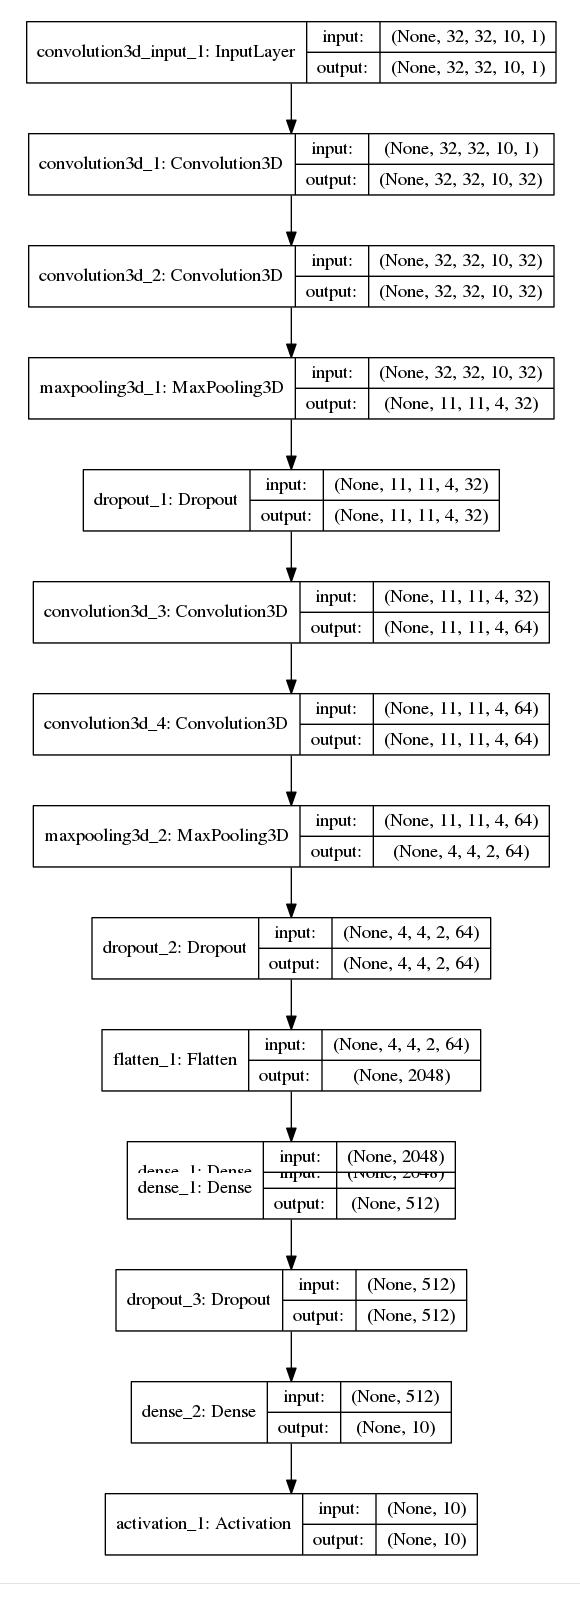 convolution3d_input_1: InputLayer input: (None, 32, 32, 10, 1)
output: (None, 32, 32, 10, 1)
convolution3d_1: Convolution3D input: (None, 32, 32, 10, 1)
output: (None, 32, 32, 10, 32)
convolution3d_2: Convolution3D input: (None, 32, 32, 10, 32)
output: (None, 32, 32, 10, 32)
maxpooling3d_1: MaxPooling3D input: (None, 32, 32, 10, 32)
output: (None, 11, 11, 4, 32)
dropout_1: Dropout input: (None, 11, 11, 4, 32)
output: (None, 11, 11, 4, 32)
convolution3d_3: Convolution3D input: (None, 11, 11, 4, 32)
output: (None, 11, 11, 4, 64)
convolution3d_4: Convolution3D input: (None, 11, 11, 4, 64)
output: (None, 11, 11, 4, 64)
maxpooling3d_2: MaxPooling3D input: (None, 11, 11, 4, 64)
output: (None, 4, 4, 2, 64)
dropout_2: Dropout input: (None, 4, 4, 2, 64)
output: (None, 4, 4, 2, 64)
flatten_1: Flatten input: (None, 4, 4, 2, 64)
output: (None, 2048)
input: (None, 2048)
dense_1: Dense input: (None, 2048)
dense_1: Dense output: (None, 512)
dropout_3: Dropout input: (None, 512)
output: (None, 512)
dense_2: Dense input: (None, 512)
output: (None, 10)
activation_1: Activation input: (None, 10)
output: (None, 10)